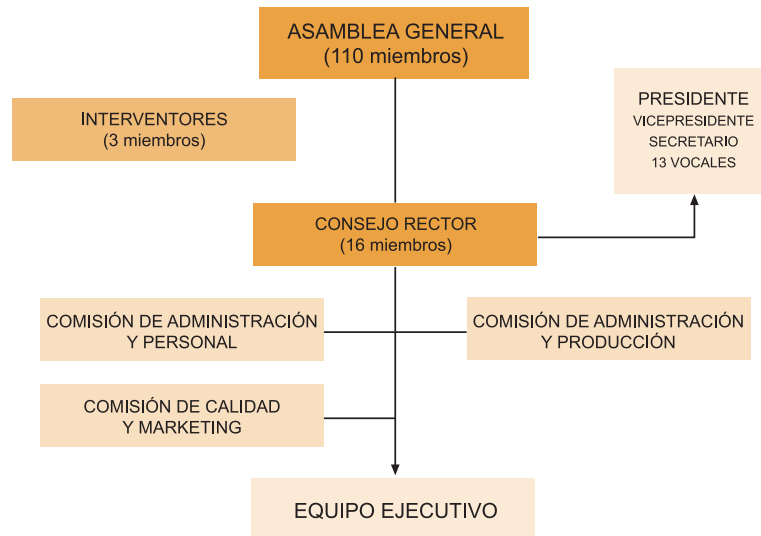 ASAMBLEA GENERAL
(110 miembros)
INTERVENTORES
(3 miembros)
PRESIDENTE
VICEPRESIDENTE
SECRETARIO
13 VOCALES
CONSEJO RECTOR
(16 miembros)
COMISIÓN DE ADMINISTRACIÓN
Y PERSONAL
COMISIÓN DE ADMINISTRACIÓN
Y PRODUCCIÓN
COMISIÓN DE CALIDAD
Y MARKETING
EQUIPO EJECUTIVO